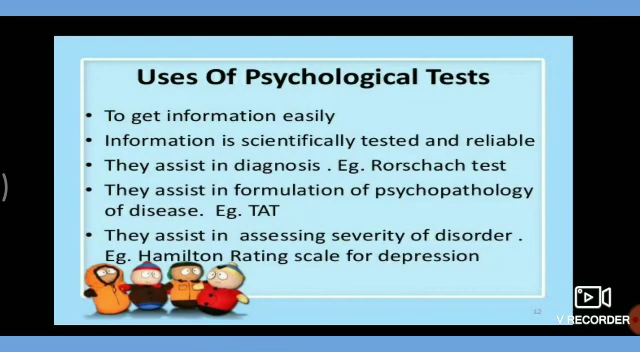 Uses Of Psychological Tests
• To get information easily
• Information is scientifically tested and reliable
• They assist in diagnosis . Eg. Rorschach test
• They assist in formulation of psychopathology
of disease. Eg. TAT
• They assist in assessing severity of disorder .
Eg. Hamilton Rating scale for depression
12
V RECORDER